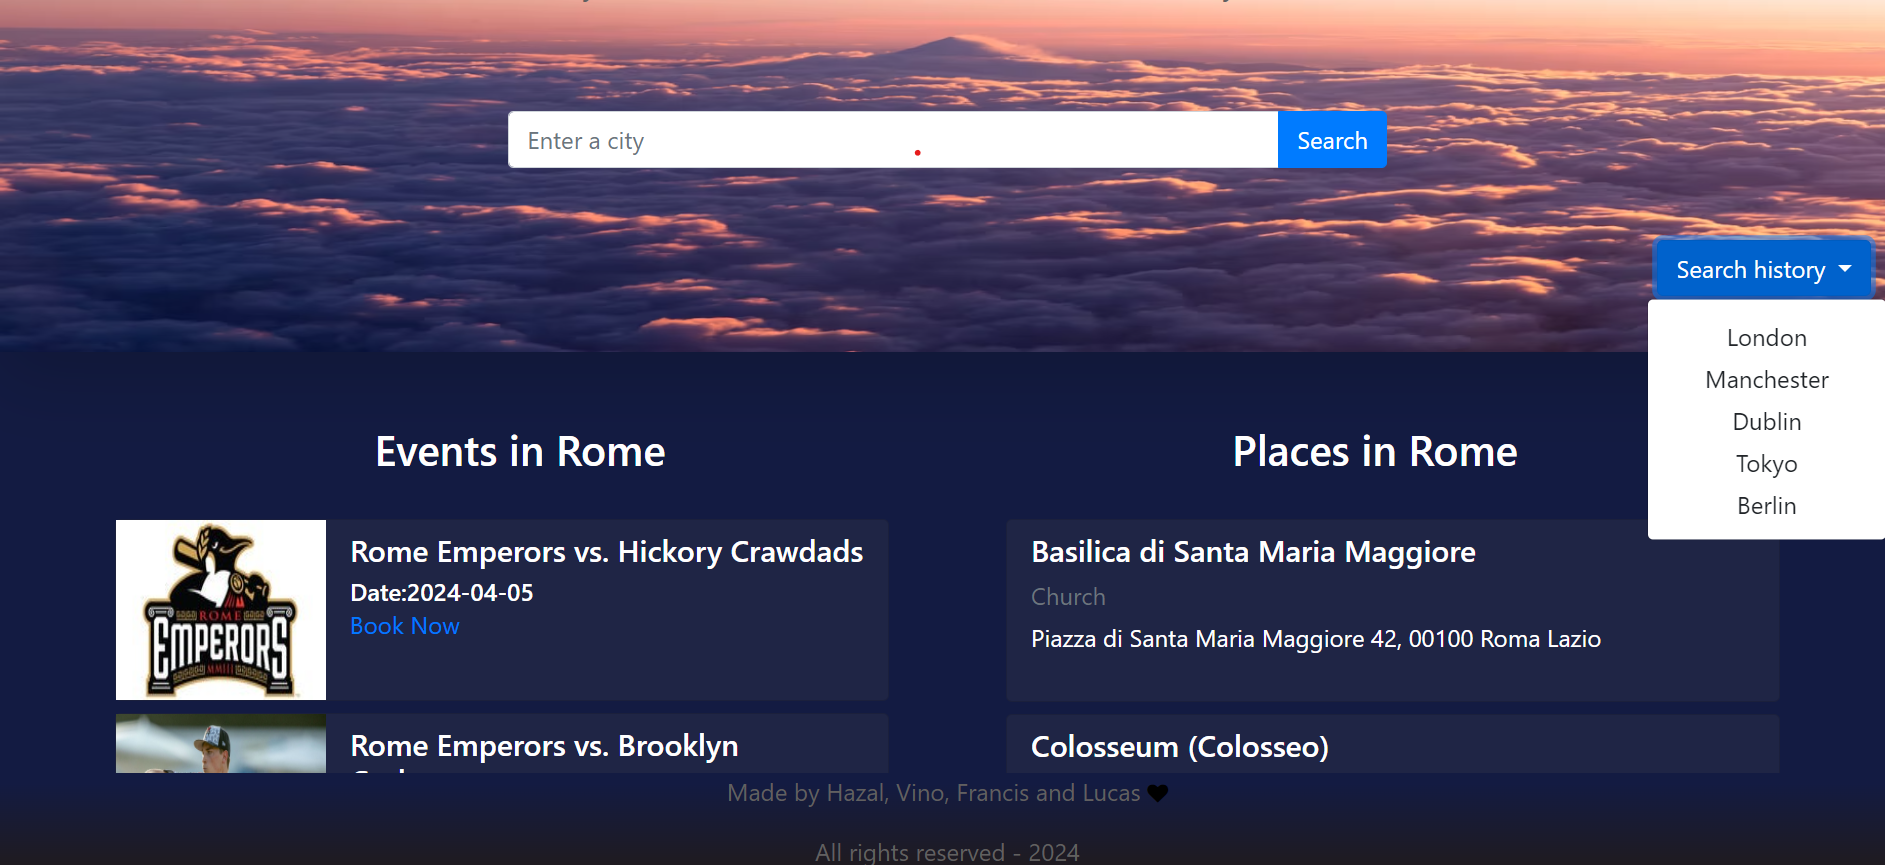 Enter a city
Search
Search history
London
Manchester
Dublin
Tokyo
Berlin
Events in Rome
Places in Rome
ROME
EMPERORS
MMIII
Rome Emperors vs. Hickory Crawdads
Date:2024-04-05
Book Now
Basilica di Santa Maria Maggiore
Church
Piazza di Santa Maria Maggiore 42, 00100 Roma Lazio
Rome Emperors vs. Brooklyn
Colosseum (Colosseo)
Made by Hazal, Vino, Francis and Lucas
All rights reserved - 2024